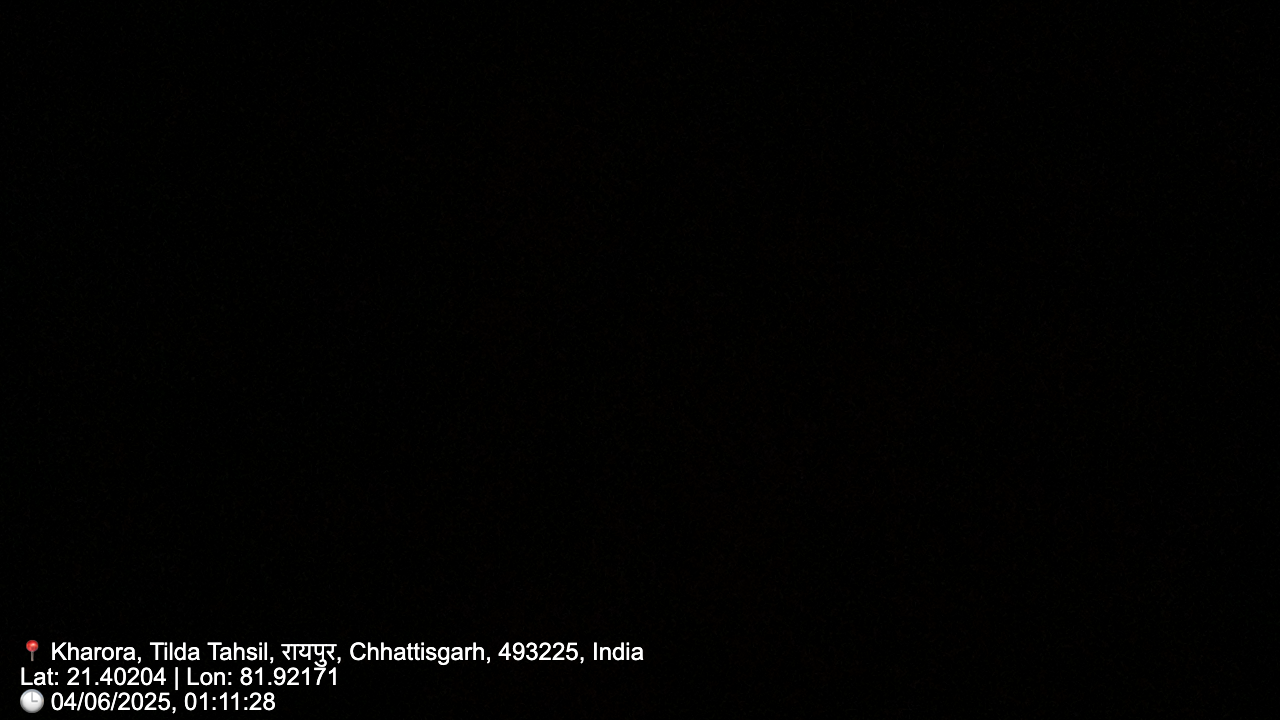 📍 Kharora, Tilda Tahsil, रायपुर, Chhattisgarh, 493225, India
Lat: 21.40204 | Lon: 81.92171
🕒 04/06/2025, 01:11:28